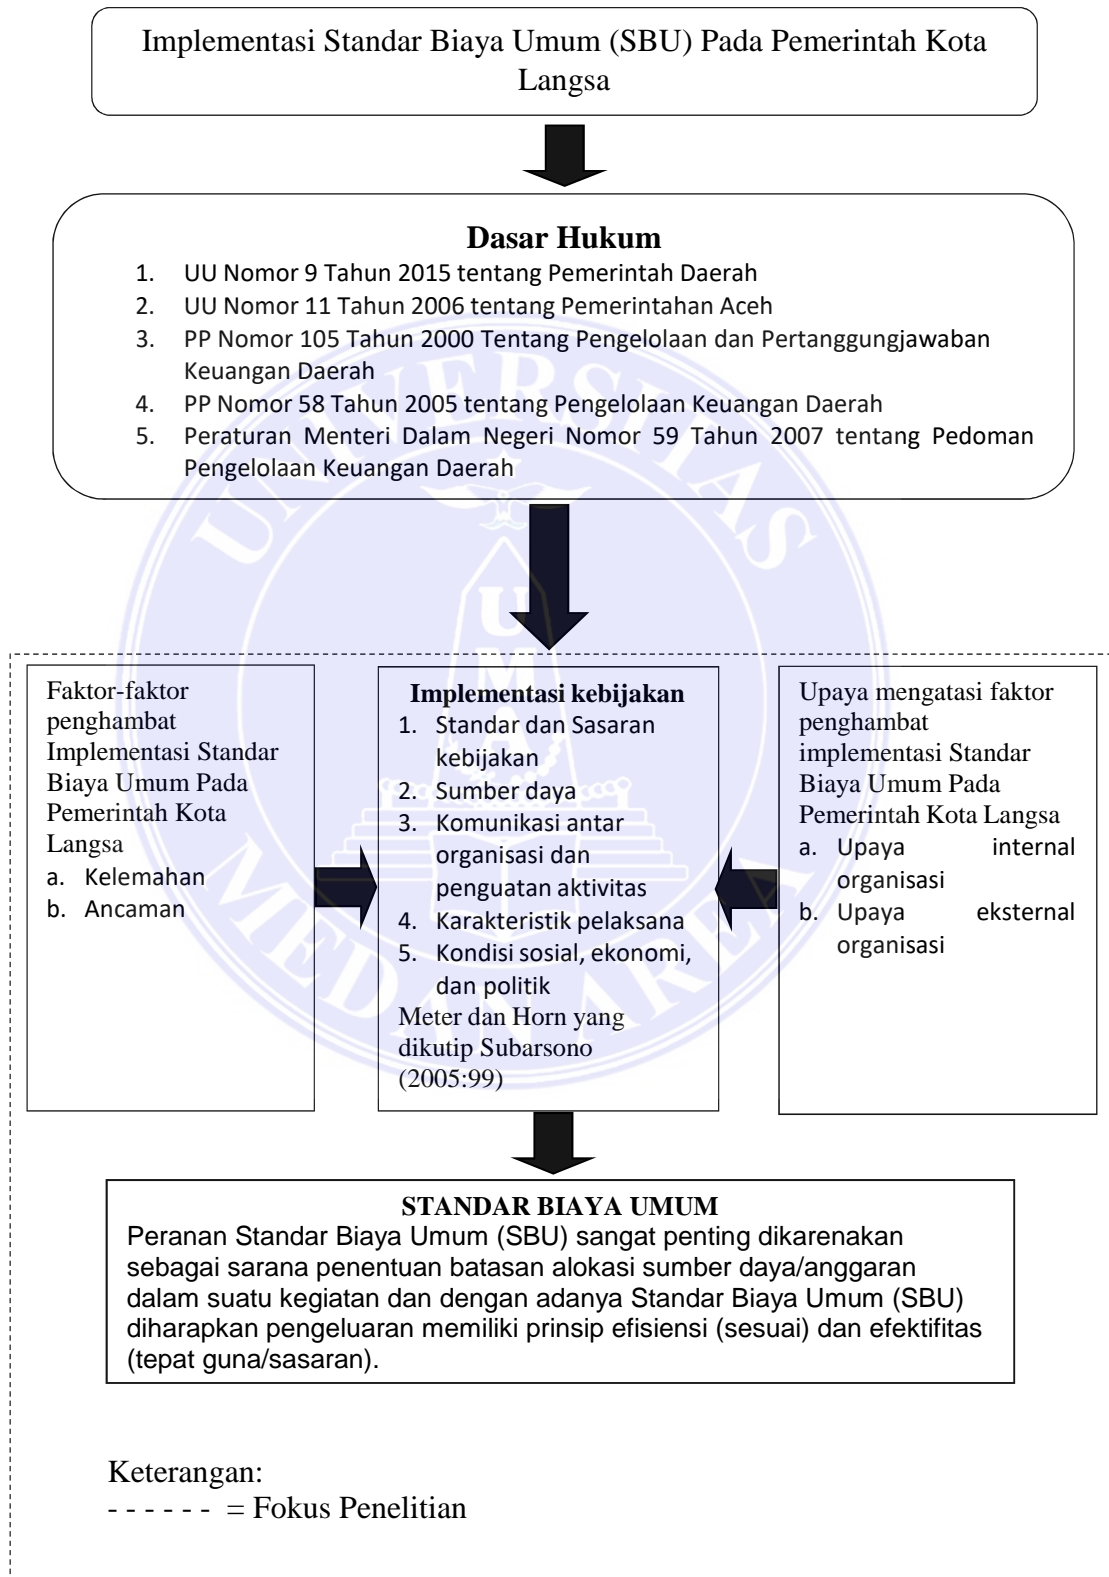 Implementasi Standar Biaya Umum (SBU) Pada Pemerintah Kota
Langsa
Dasar Hukum
1. UU Nomor 9 Tahun 2015 tentang Pemerintah Daerah
2. UU Nomor 11 Tahun 2006 tentang Pemerintahan Aceh
3. PP Nomor 105 Tahun 2000 Tentang Pengelolaan dan Pertanggungjawaban
Keuangan Daerah
4. PP Nomor 58 Tahun 2005 tentang Pengelolaan Keuangan Daerah
5. Peraturan Menteri Dalam Negeri Nomor 59 Tahun 2007 tentang Pedoman
Pengelolaan Keuangan Daerah
Faktor-faktor
penghambat
Implementasi Standar
Biaya Umum Pada
Pemerintah Kota
Langsa
a. Kelemahan
b. Ancaman
Implementasi kebijakan
1. Standar dan Sasaran
kebijakan
2. Sumber daya
3. Komunikasi antar
organisasi dan
penguatan aktivitas
4. Karakteristik pelaksana
5. Kondisi sosial, ekonomi,
dan politik
Meter dan Horn yang
dikutip Subarsono
(2005:99)
Upaya mengatasi faktor
penghambat
implementasi Standar
Biaya Umum Pada
Pemerintah Kota Langsa
a. Upaya internal
organisasi
b. Upaya eksternal
organisasi
STANDAR BIAYA UMUM
Peranan Standar Biaya Umum (SBU) sangat penting dikarenakan
sebagai sarana penentuan batasan alokasi sumber daya/anggaran
dalam suatu kegiatan dan dengan adanya Standar Biaya Umum (SBU)
diharapkan pengeluaran memiliki prinsip efisiensi (sesuai) dan efektifitas
(tepat guna/sasaran).
Keterangan:
- - - - - - = Fokus Penelitian
UNIVERSITAS
MEDAN AREA
U
M
A